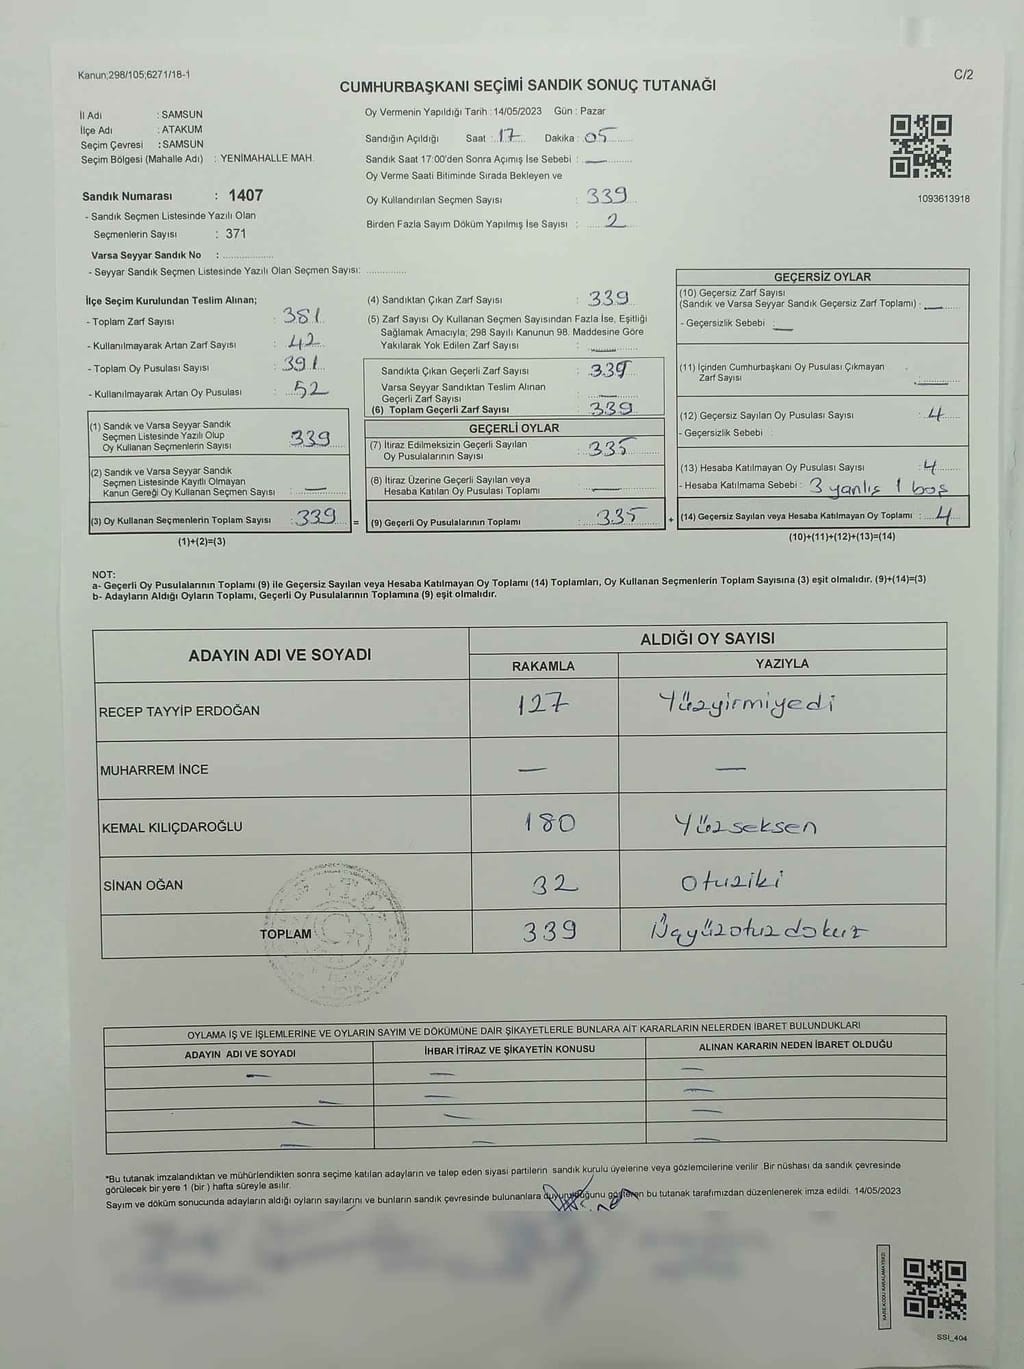 Kanun;298/105;6271/18-1
C/2
CUMHURBAŞKANI SEÇİMİ SANDIK SONUÇ TUTANAĞI
İl Adı : SAMSUN
İlçe Adı : ATAKUM
Seçim Çevresi : SAMSUN
Seçim Bölgesi (Mahalle Adı) : YENİMAHALLE MAH.
Oy Vermenin Yapıldığı Tarih : 14/05/2023 Gün : Pazar
Sandığın Açıldığı Saat : 17 Dakika : 05
Sandık Saat 17:00'den Sonra Açımış İse Sebebi : —
Oy Verme Saati Bitiminde Sırada Bekleyen ve
Oy Kullandırılan Seçmen Sayısı : 339
Birden Fazla Sayım Döküm Yapılmış İse Sayısı : 2
1093613918
Sandık Numarası : 1407
- Sandık Seçmen Listesinde Yazılı Olan
Seçmenlerin Sayısı : 371
Varsa Seyyar Sandık No :
- Seyyar Sandık Seçmen Listesinde Yazılı Olan Seçmen Sayısı:
İlçe Seçim Kurulundan Teslim Alınan;
- Toplam Zarf Sayısı : 381
- Kullanılmayarak Artan Zarf Sayısı : 42
- Toplam Oy Pusulası Sayısı : 391
- Kullanılmayarak Artan Oy Pusulası : 52
(1) Sandık ve Varsa Seyyar Sandık
Seçmen Listesinde Yazılı Olup
Oy Kullanan Seçmenlerin Sayısı : 339
(2) Sandık ve Varsa Seyyar Sandık
Seçmen Listesinde Kayıtlı Olmayan
Kanun Gereği Oy Kullanan Seçmen Sayısı : —
(3) Oy Kullanan Seçmenlerin Toplam Sayısı : 339 =
(1)+(2)=(3)
(4) Sandıktan Çıkan Zarf Sayısı : 339
(5) Zarf Sayısı Oy Kullanan Seçmen Sayısından Fazla İse, Eşitliği
Sağlamak Amacıyla; 298 Sayılı Kanunun 98. Maddesine Göre
Yakılarak Yok Edilen Zarf Sayısı : —
Sandıkta Çıkan Geçerli Zarf Sayısı : 339
Varsa Seyyar Sandıktan Teslim Alınan
Geçerli Zarf Sayısı : —
(6) Toplam Geçerli Zarf Sayısı : 339
GEÇERLİ OYLAR
(7) İtiraz Edilmeksizin Geçerli Sayılan
Oy Pusulalarının Sayısı : 335
(8) İtiraz Üzerine Geçerli Sayılan veya
Hesaba Katılan Oy Pusulası Toplamı : —
(9) Geçerli Oy Pusulalarının Toplamı : 335 +
GEÇERSİZ OYLAR
(10) Geçersiz Zarf Sayısı
(Sandık ve Varsa Seyyar Sandık Geçersiz Zarf Toplamı) : —
- Geçersizlik Sebebi : —
(11) İçinden Cumhurbaşkanı Oy Pusulası Çıkmayan
Zarf Sayısı : —
(12) Geçersiz Sayılan Oy Pusulası Sayısı : 4
- Geçersizlik Sebebi :
(13) Hesaba Katılmayan Oy Pusulası Sayısı : 4
- Hesaba Katılmama Sebebi : 3 yanlış 1 boş
(14) Geçersiz Sayılan veya Hesaba Katılmayan Oy Toplamı : 4
(10)+(11)+(12)+(13)=(14)
NOT:
a- Geçerli Oy Pusulalarının Toplamı (9) ile Geçersiz Sayılan veya Hesaba Katılmayan Oy Toplamı (14) Toplamları, Oy Kullanan Seçmenlerin Toplam Sayısına (3) eşit olmalıdır. (9)+(14)=(3)
b- Adayların Aldığı Oyların Toplamı, Geçerli Oy Pusulalarının Toplamına (9) eşit olmalıdır.
ADAYIN ADI VE SOYADI
ALDIĞI OY SAYISI
RAKAMLA YAZIYLA
RECEP TAYYİP ERDOĞAN 127 Yüzyirmiyedi
MUHARREM İNCE — —
KEMAL KILIÇDAROĞLU 180 Yüzseksen
SİNAN OĞAN 32 Otuziki
TOPLAM 339 Üçyüzotuzdokuz
OYLAMA İŞ VE İŞLEMLERİNE VE OYLARIN SAYIM VE DÖKÜMÜNE DAİR ŞİKAYETLERLE BUNLARA AİT KARARLARIN NELERDEN İBARET BULUNDUKLARI
ADAYIN ADI VE SOYADI İHBAR İTİRAZ VE ŞİKAYETİN KONUSU ALINAN KARARIN NEDEN İBARET OLDUĞU
— — —
— — —
— — —
— — —
*Bu tutanak imzalandıktan ve mühürlendikten sonra seçime katılan adayların ve talep eden siyasi partilerin sandık kurulu üyelerine veya gözlemcilerine verilir. Bir nüshası da sandık çevresinde
görülecek bir yere 1 (bir ) hafta süreyle asılır.
Sayım ve döküm sonucunda adayların aldığı oyların sayılarını ve bunların sandık çevresinde bulunanlara duyurulduğunu gösteren bu tutanak tarafımızdan düzenlenerek imza edildi. 14/05/2023
KARE KODU KARALAMAYINIZ!
SSI_404